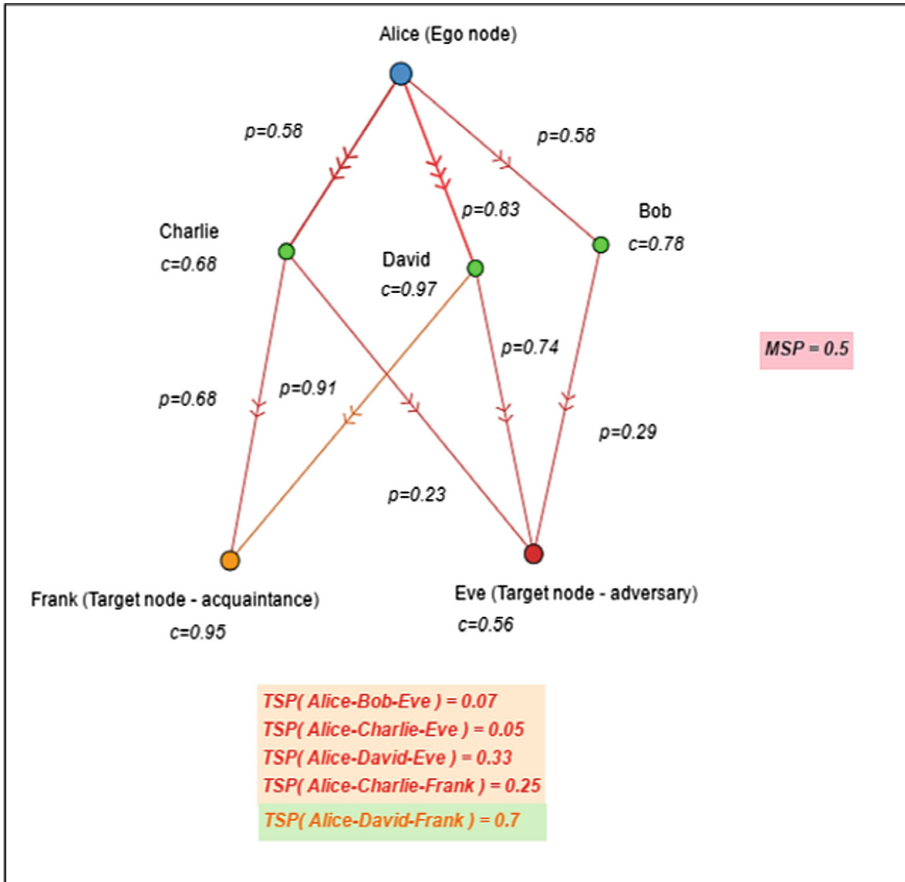 Alice (Ego node)
p=0.58
p=0.58
p=0.83
Bob
c=0.78
Charlie
c=0.68
David
c=0.97
MSP = 0.5
p=0.74
p=0.91
p=0.68
p=0.29
p=0.23
Frank (Target node - acquaintance)
c=0.95
Eve (Target node - adversary)
c=0.56
TSP( Alice-Bob-Eve ) = 0.07
TSP( Alice-Charlie-Eve ) = 0.05
TSP( Alice-David-Eve ) = 0.33
TSP( Alice-Charlie-Frank ) = 0.25
TSP( Alice-David-Frank ) = 0.7